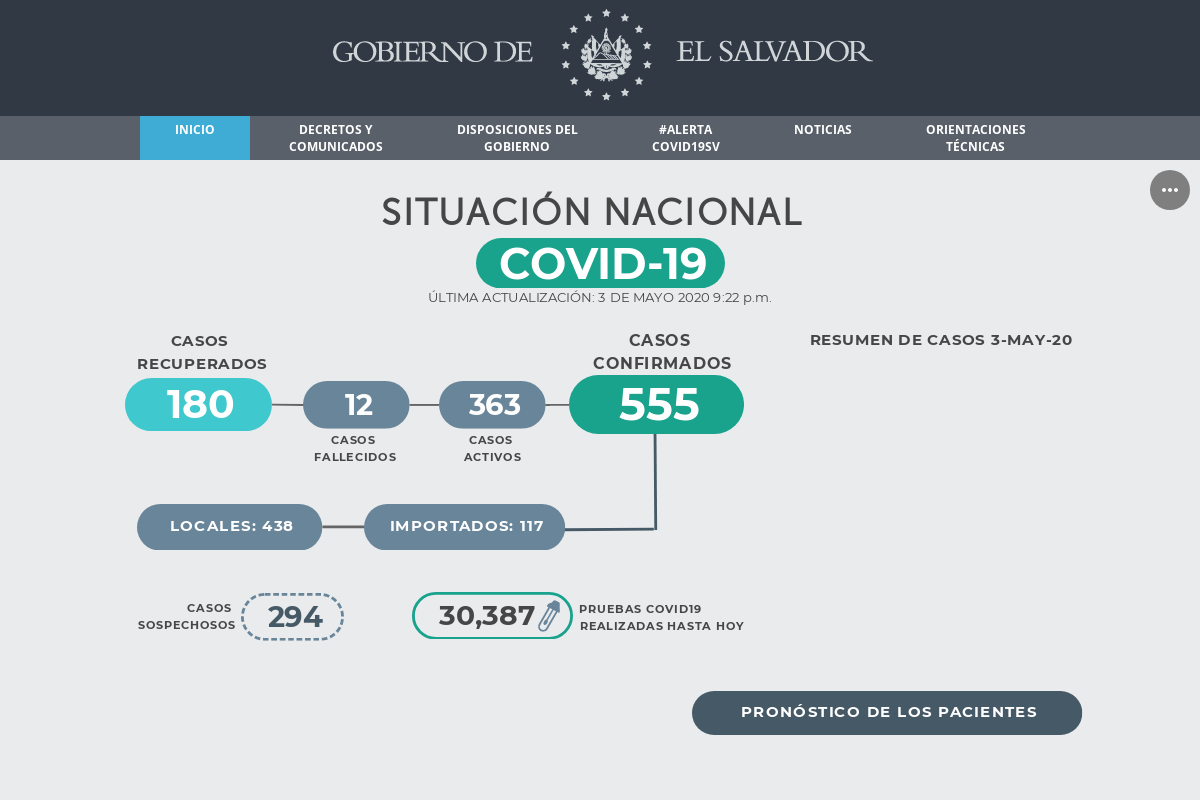 GOBIERNO DE EL SALVADOR
INICIO
DECRETOS Y
COMUNICADOS
DISPOSICIONES DEL
GOBIERNO
#ALERTA
COVID19SV
NOTICIAS
ORIENTACIONES
TÉCNICAS
SITUACIÓN NACIONAL
COVID-19
ÚLTIMA ACTUALIZACIÓN: 3 DE MAYO 2020 9:22 p.m.
CASOS
RECUPERADOS
180
12
CASOS
FALLECIDOS
363
CASOS
ACTIVOS
CASOS
CONFIRMADOS
555
RESUMEN DE CASOS 3-MAY-20
LOCALES: 438
IMPORTADOS: 117
CASOS
SOSPECHOSOS
294
30,387
PRUEBAS COVID19
REALIZADAS HASTA HOY
PRONÓSTICO DE LOS PACIENTES